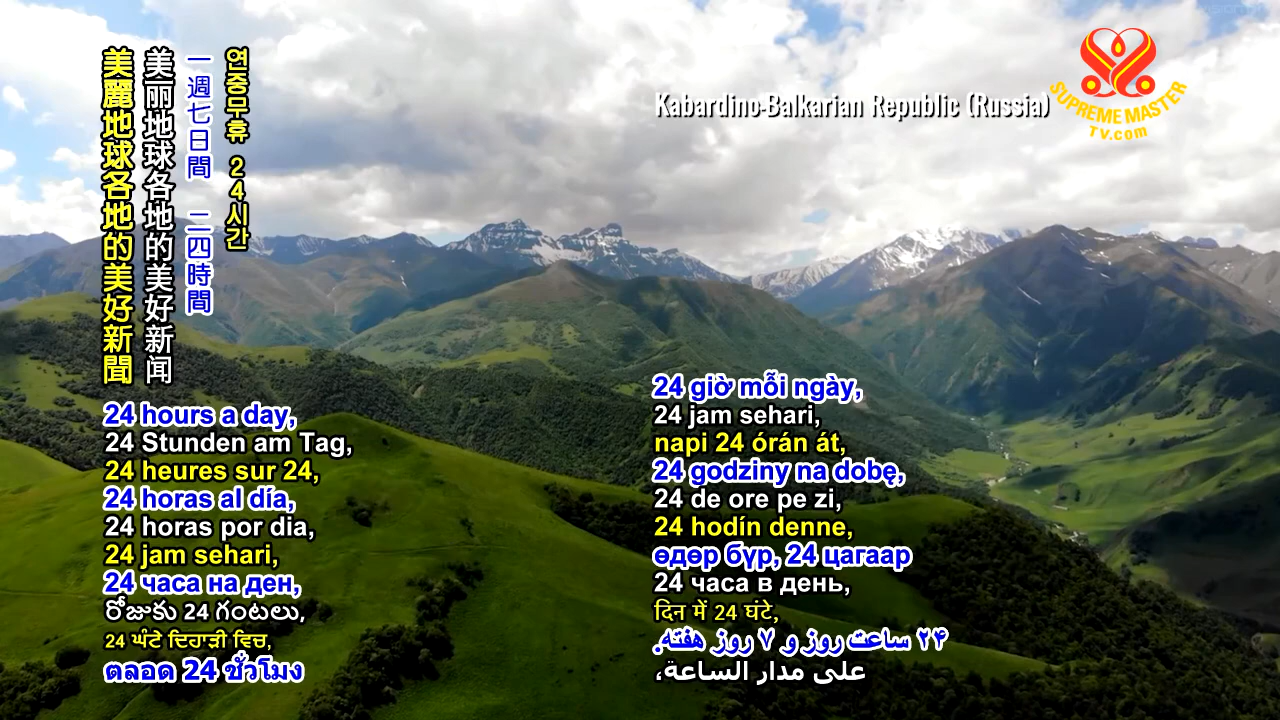 美麗地球各地的美好新聞
美丽地球各地的美好新闻
一週七日間 二四時間
연중무휴 24시간
Kabardino-Balkarian Republic (Russia)
SUPREME MASTER
TV.com
24 hours a day,
24 Stunden am Tag,
24 heures sur 24,
24 horas al día,
24 horas por dia,
24 jam sehari,
24 часа на ден,
రోజుకు 24 గంటలు,
24 ਘੰਟੇ ਦਿਹਾੜੀ ਵਿਚ,
ตลอด 24 ชั่วโมง
24 giờ mỗi ngày,
24 jam sehari,
napi 24 órán át,
24 godziny na dobę,
24 de ore pe zi,
24 hodín denne,
өдөр бүр, 24 цагаар
24 часа в день,
दिन में 24 घंटे,
۲۴ ساعت روز و ۷ روز هفته.
على مدار الساعة،